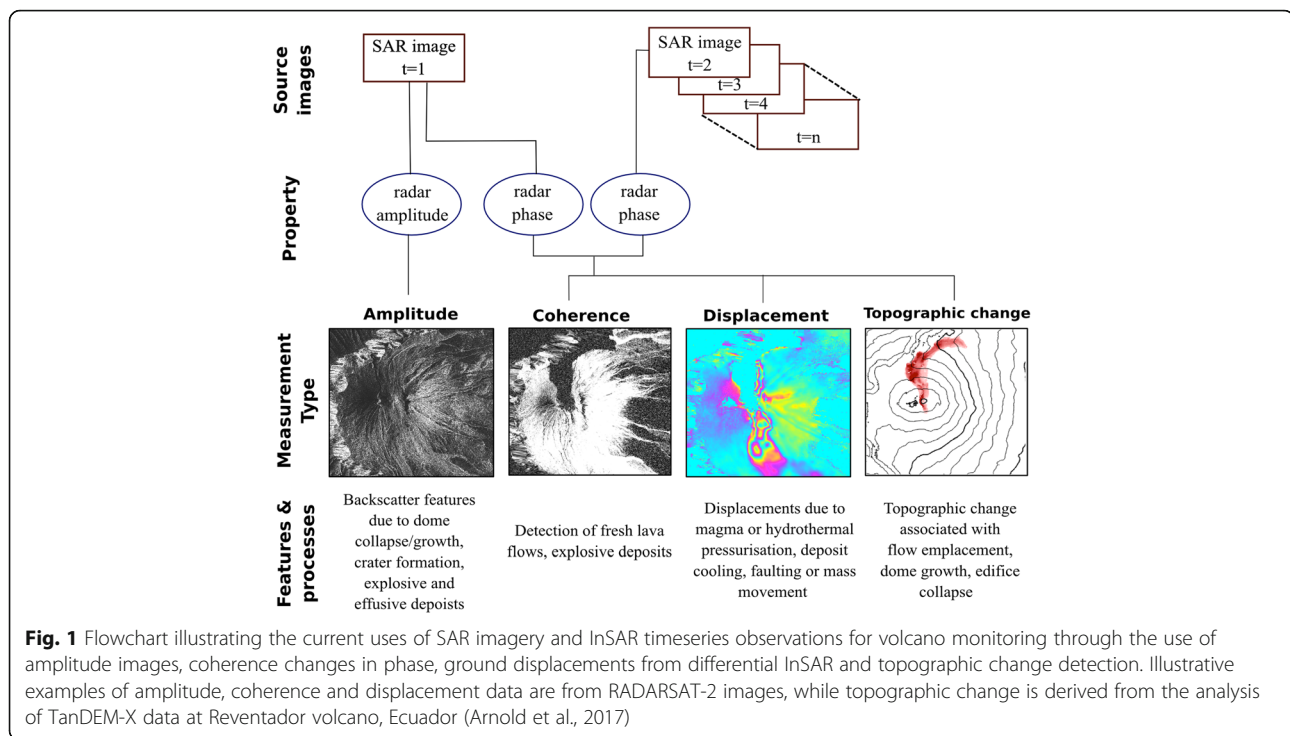 Source
images
SAR image
t=1
SAR image
t=2
t=3
t=4
t=n
Property
radar
amplitude
radar
phase
radar
phase
Measurement
Type
Amplitude
Coherence
Displacement
Topographic change
Features &
processes
Backscatter features
due to dome
collapse/growth,
crater formation,
explosive and
effusive depoists
Detection of fresh lava
flows, explosive deposits
Displacements due to
magma or hydrothermal
pressurisation, deposit
cooling, faulting or mass
movement
Topographic change
associated with
flow emplacement,
dome growth, edifice
collapse
Fig. 1 Flowchart illustrating the current uses of SAR imagery and InSAR timeseries observations for volcano monitoring through the use of
amplitude images, coherence changes in phase, ground displacements from differential InSAR and topographic change detection. Illustrative
examples of amplitude, coherence and displacement data are from RADARSAT-2 images, while topographic change is derived from the analysis
of TanDEM-X data at Reventador volcano, Ecuador (Arnold et al., 2017)